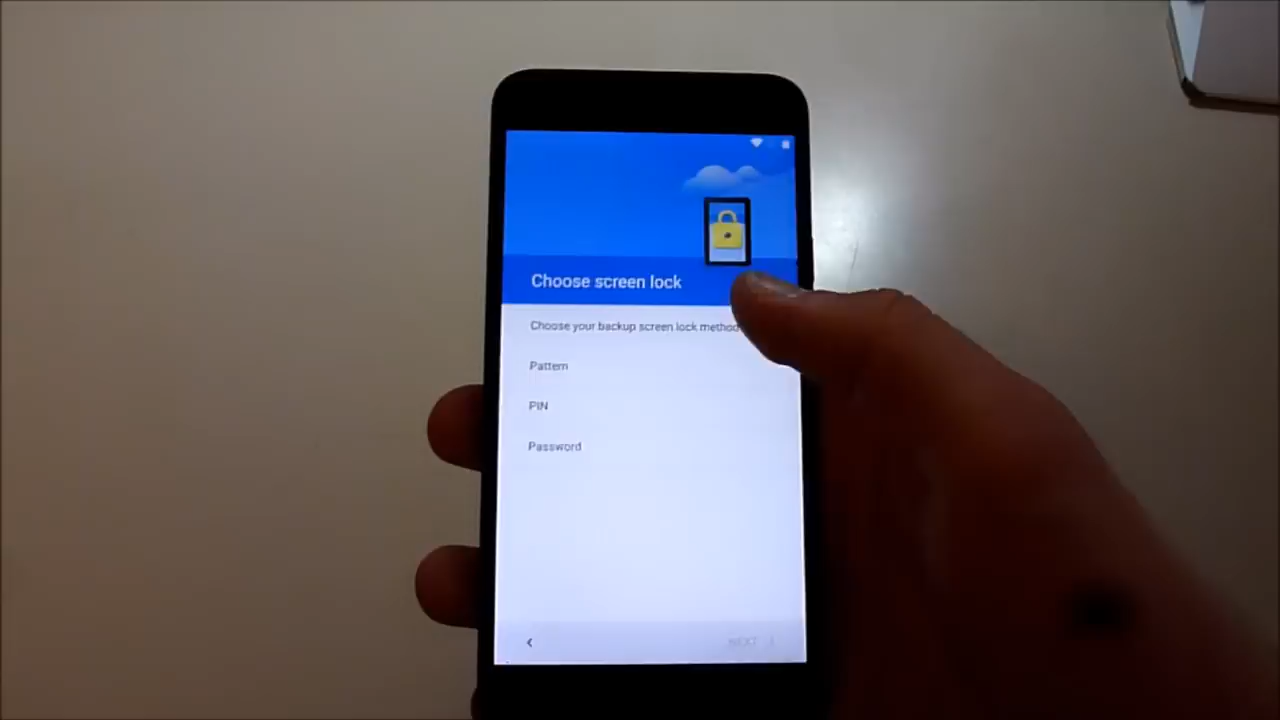 Choose screen lock
Choose your backup screen lock method
Pattern
PIN
Password
NEXT